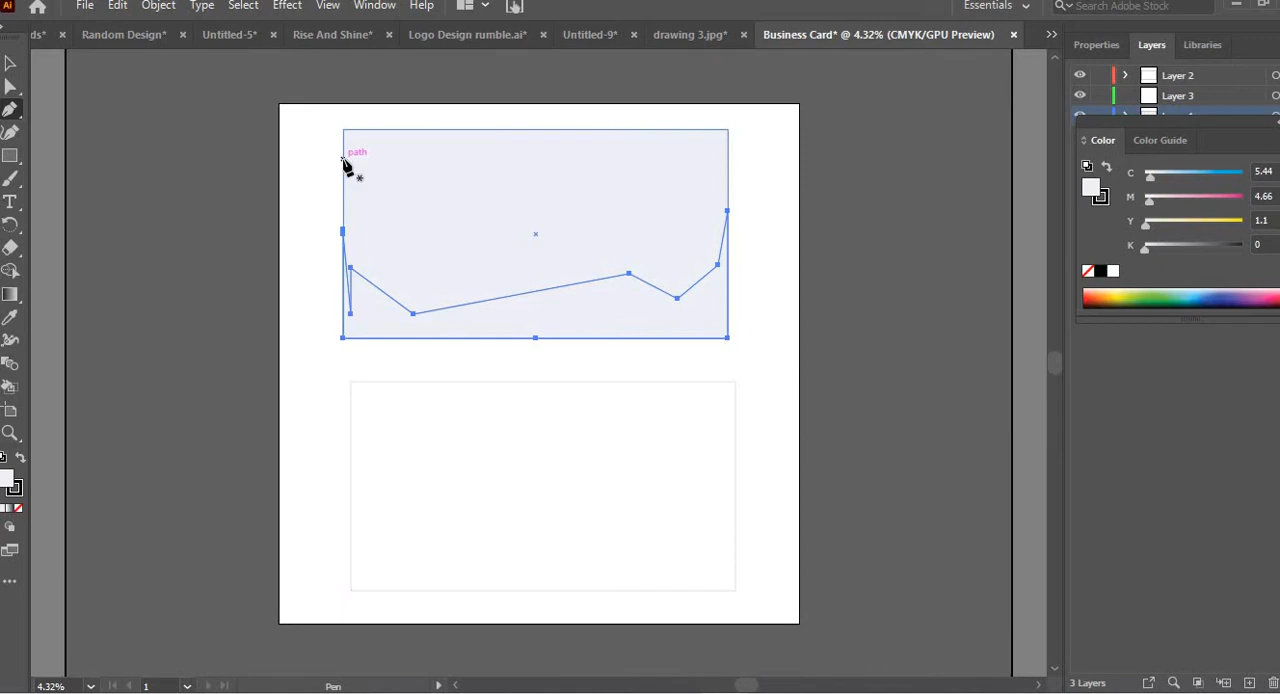 Ai File Edit Object Type Select Effect View Window Help Essentials Search Adobe Stock
ds* Random Design* Untitled-5* Rise And Shine* Logo Design rumble.ai* Untitled-9* drawing 3.jpg* Business Card* @ 4.32% (CMYK/GPU Preview)
Properties Layers Libraries
Layer 2
Layer 3
Color Color Guide
C 5.44
M 4.66
Y 1.1
K 0
path
4.32% 1 Pen 3 Layers